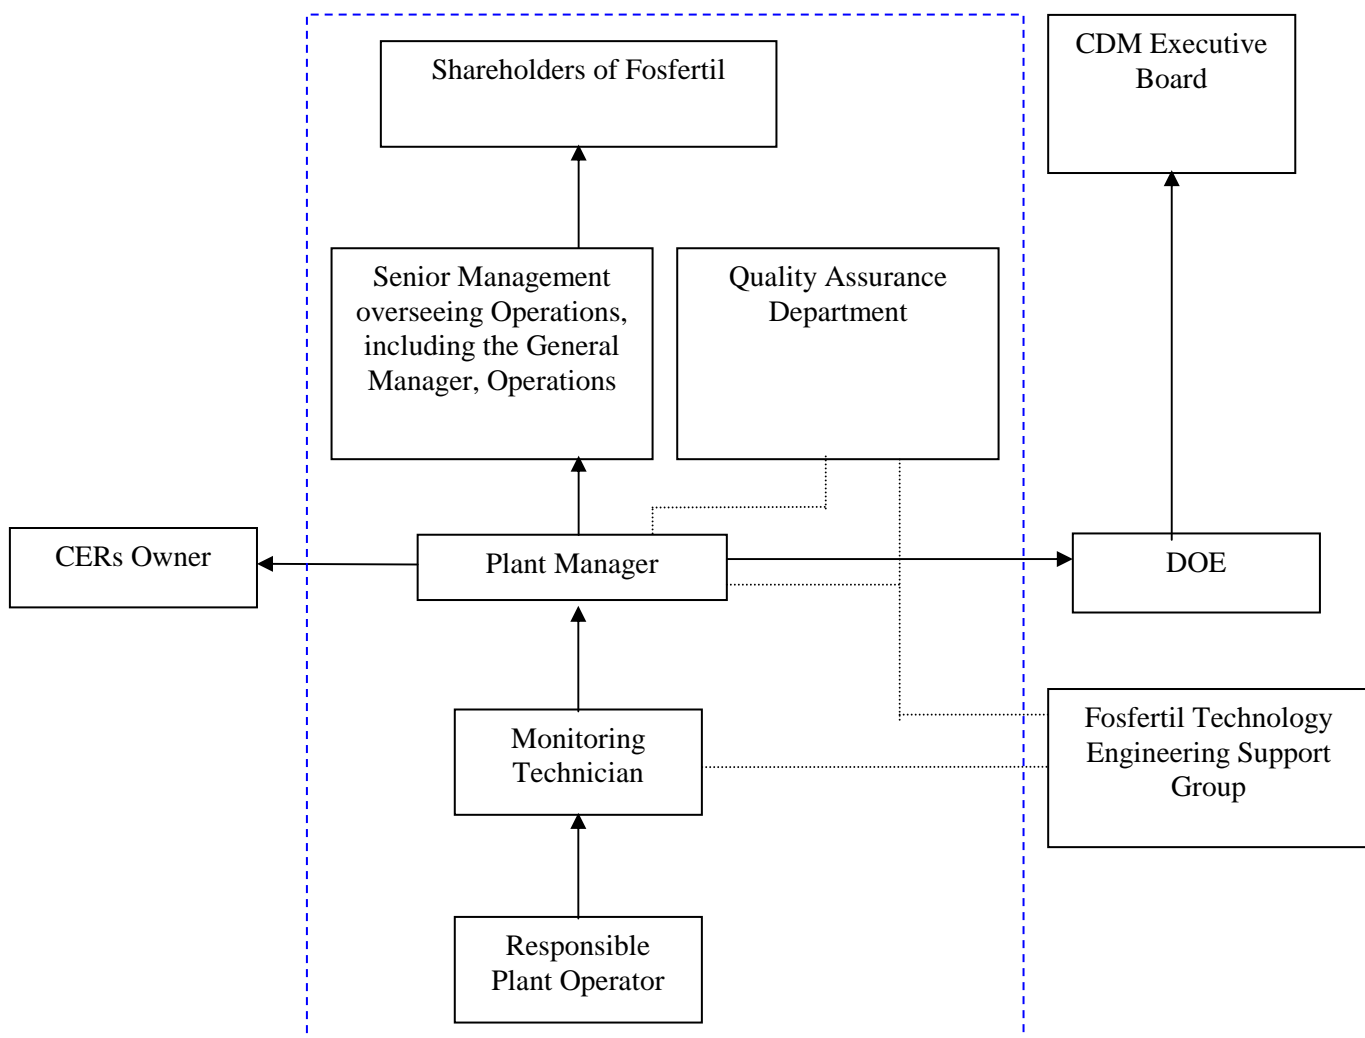 Shareholders of Fosfertil
CDM Executive
Board
Senior Management
overseeing Operations,
including the General
Manager, Operations
Quality Assurance
Department
CERs Owner
Plant Manager
DOE
Monitoring
Technician
Fosfertil Technology
Engineering Support
Group
Responsible
Plant Operator